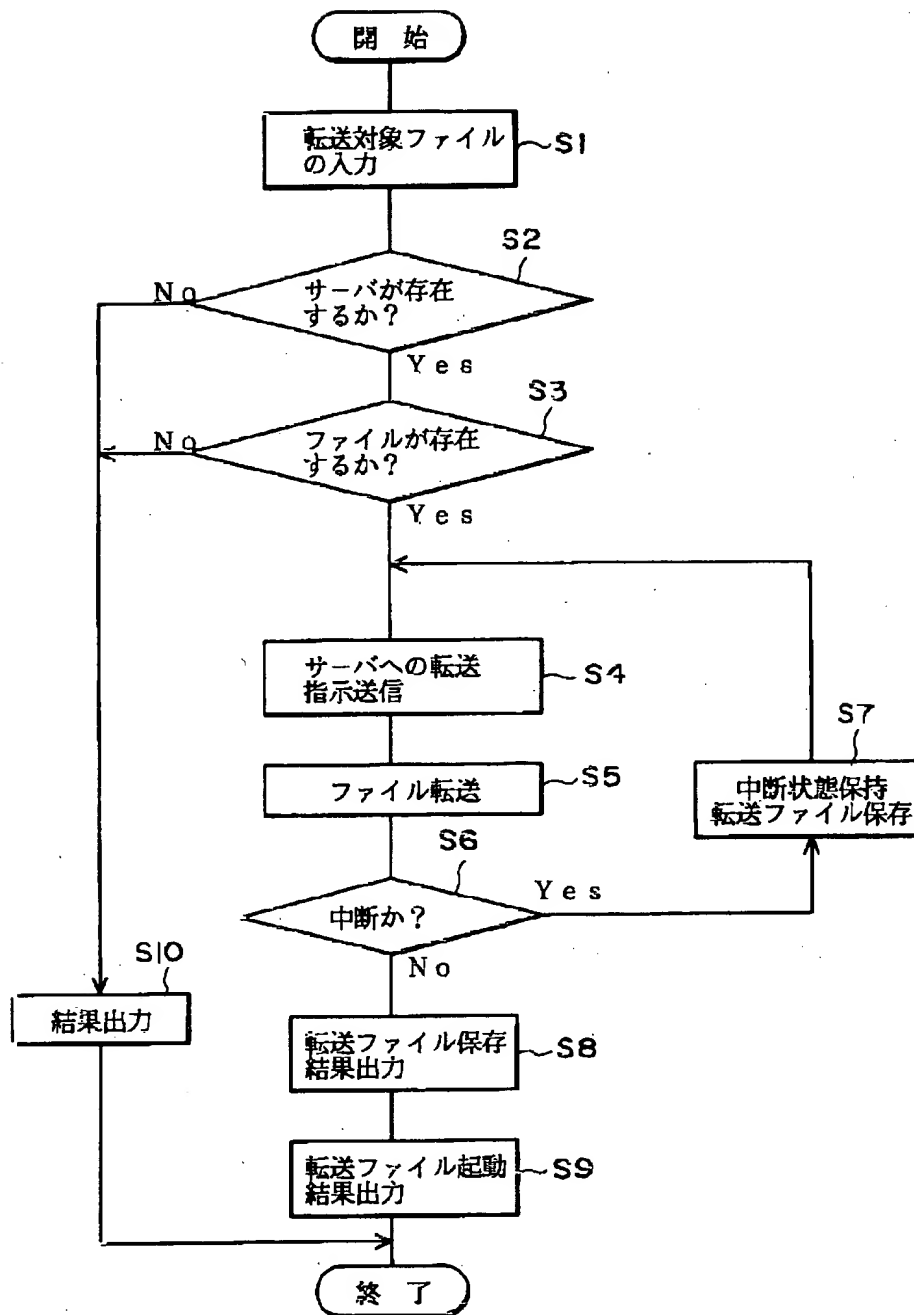 開 始
転送対象ファイル
の入力
S1
S2
サーバが存在
するか?
No
Yes
S3
ファイルが存在
するか?
No
Yes
サーバへの転送
指示送信
S4
ファイル転送
S5
S7
中断状態保持
転送ファイル保存
S6
中断か?
Yes
No
S10
結果出力
転送ファイル保存
結果出力
S8
転送ファイル起動
結果出力
S9
終 了